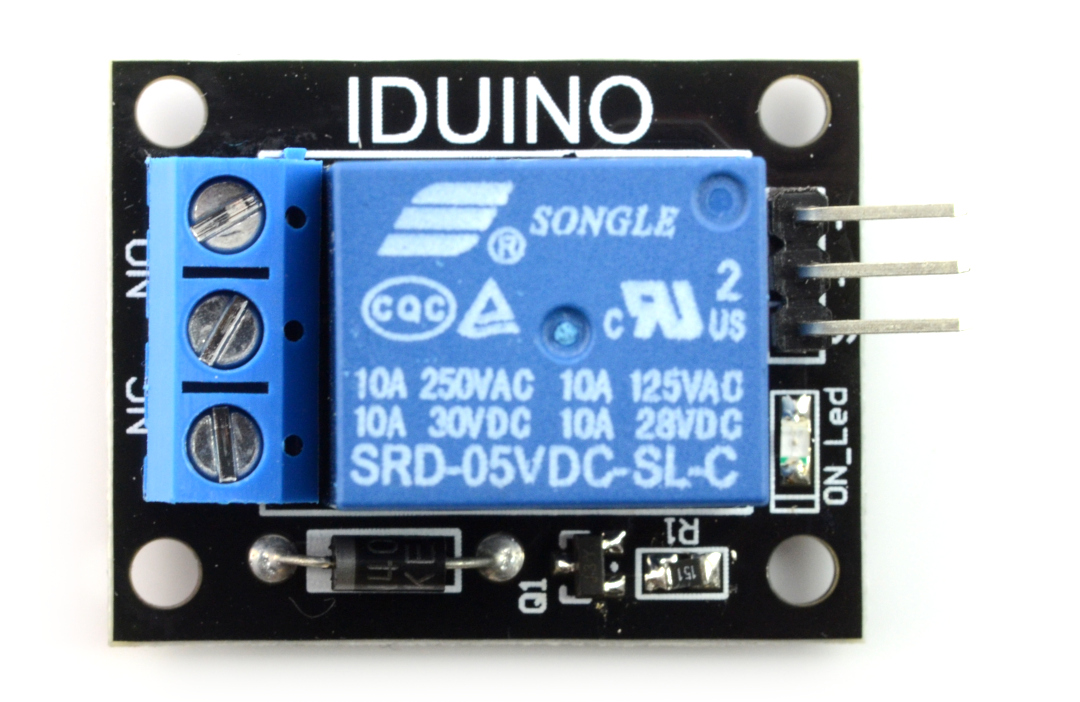 IDUINO
SONGLE
®
CQC
2
C US
10A 250VAC 10A 125VAC
10A 30VDC 10A 28VDC
SRD-05VDC-SL-C
NO
NC
S
ON_Led
R1
151
Q1
40